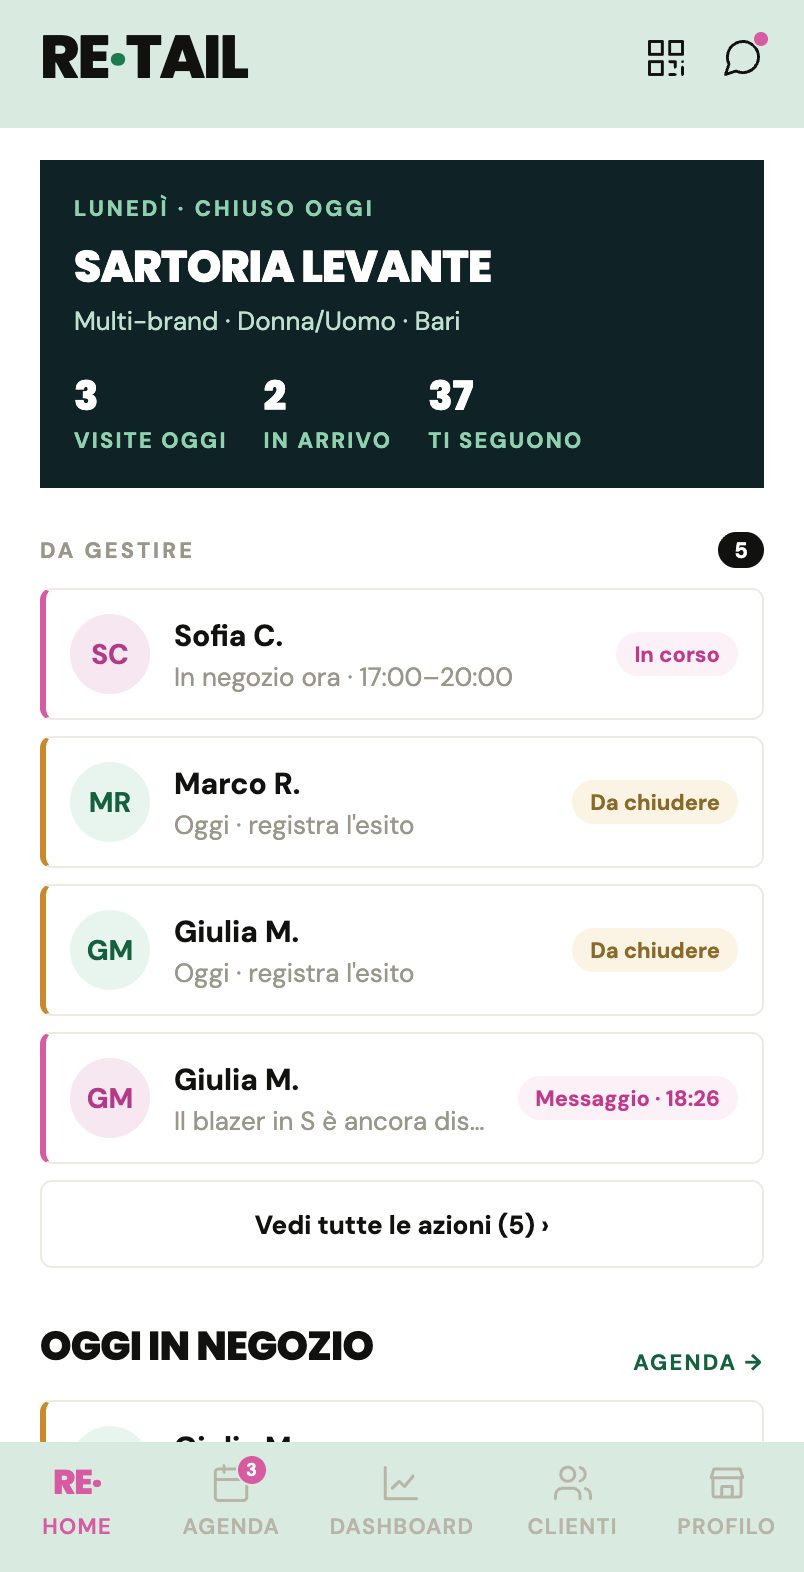 RE·TAIL
LUNEDÌ · CHIUSO OGGI
SARTORIA LEVANTE
Multi-brand · Donna/Uomo · Bari
3 2 37
VISITE OGGI IN ARRIVO TI SEGUONO
DA GESTIRE 5
SC
Sofia C.
In negozio ora · 17:00–20:00
In corso
MR
Marco R.
Oggi · registra l'esito
Da chiudere
GM
Giulia M.
Oggi · registra l'esito
Da chiudere
GM
Giulia M.
Il blazer in S è ancora dis...
Messaggio · 18:26
Vedi tutte le azioni (5) ›
OGGI IN NEGOZIO
AGENDA →
Giulia M.
RE· 3
HOME AGENDA DASHBOARD CLIENTI PROFILO